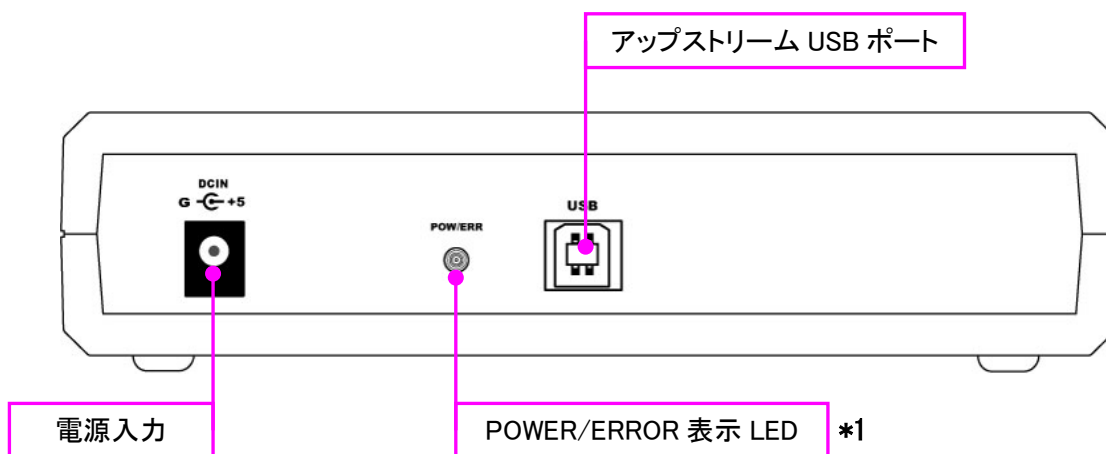 アップストリーム USB ポート
DCIN
G +5
POW/ERR
USB
電源入力
POWER/ERROR 表示 LED *1